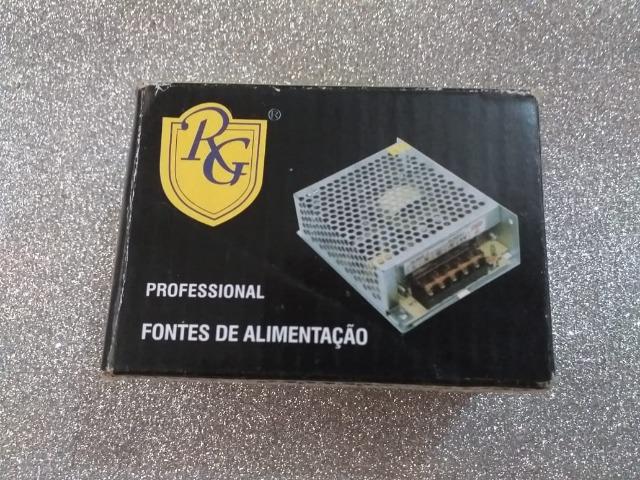 RG®
PROFESSIONAL
FONTES DE ALIMENTAÇÃO